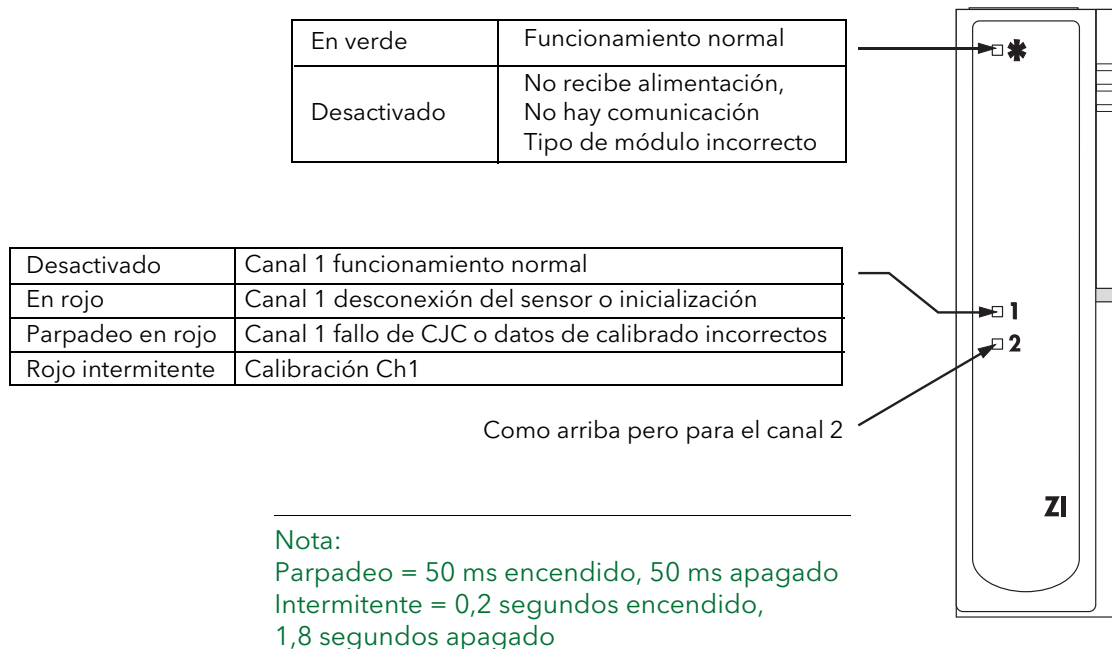 En verde Funcionamiento normal
Desactivado
No recibe alimentación,
No hay comunicación
Tipo de módulo incorrecto
✱
Desactivado Canal 1 funcionamiento normal
En rojo Canal 1 desconexión del sensor o inicialización
Parpadeo en rojo Canal 1 fallo de CJC o datos de calibrado incorrectos
Rojo intermitente Calibración Ch1
1
2
Como arriba pero para el canal 2
ZI
Nota:
Parpadeo = 50 ms encendido, 50 ms apagado
Intermitente = 0,2 segundos encendido,
1,8 segundos apagado